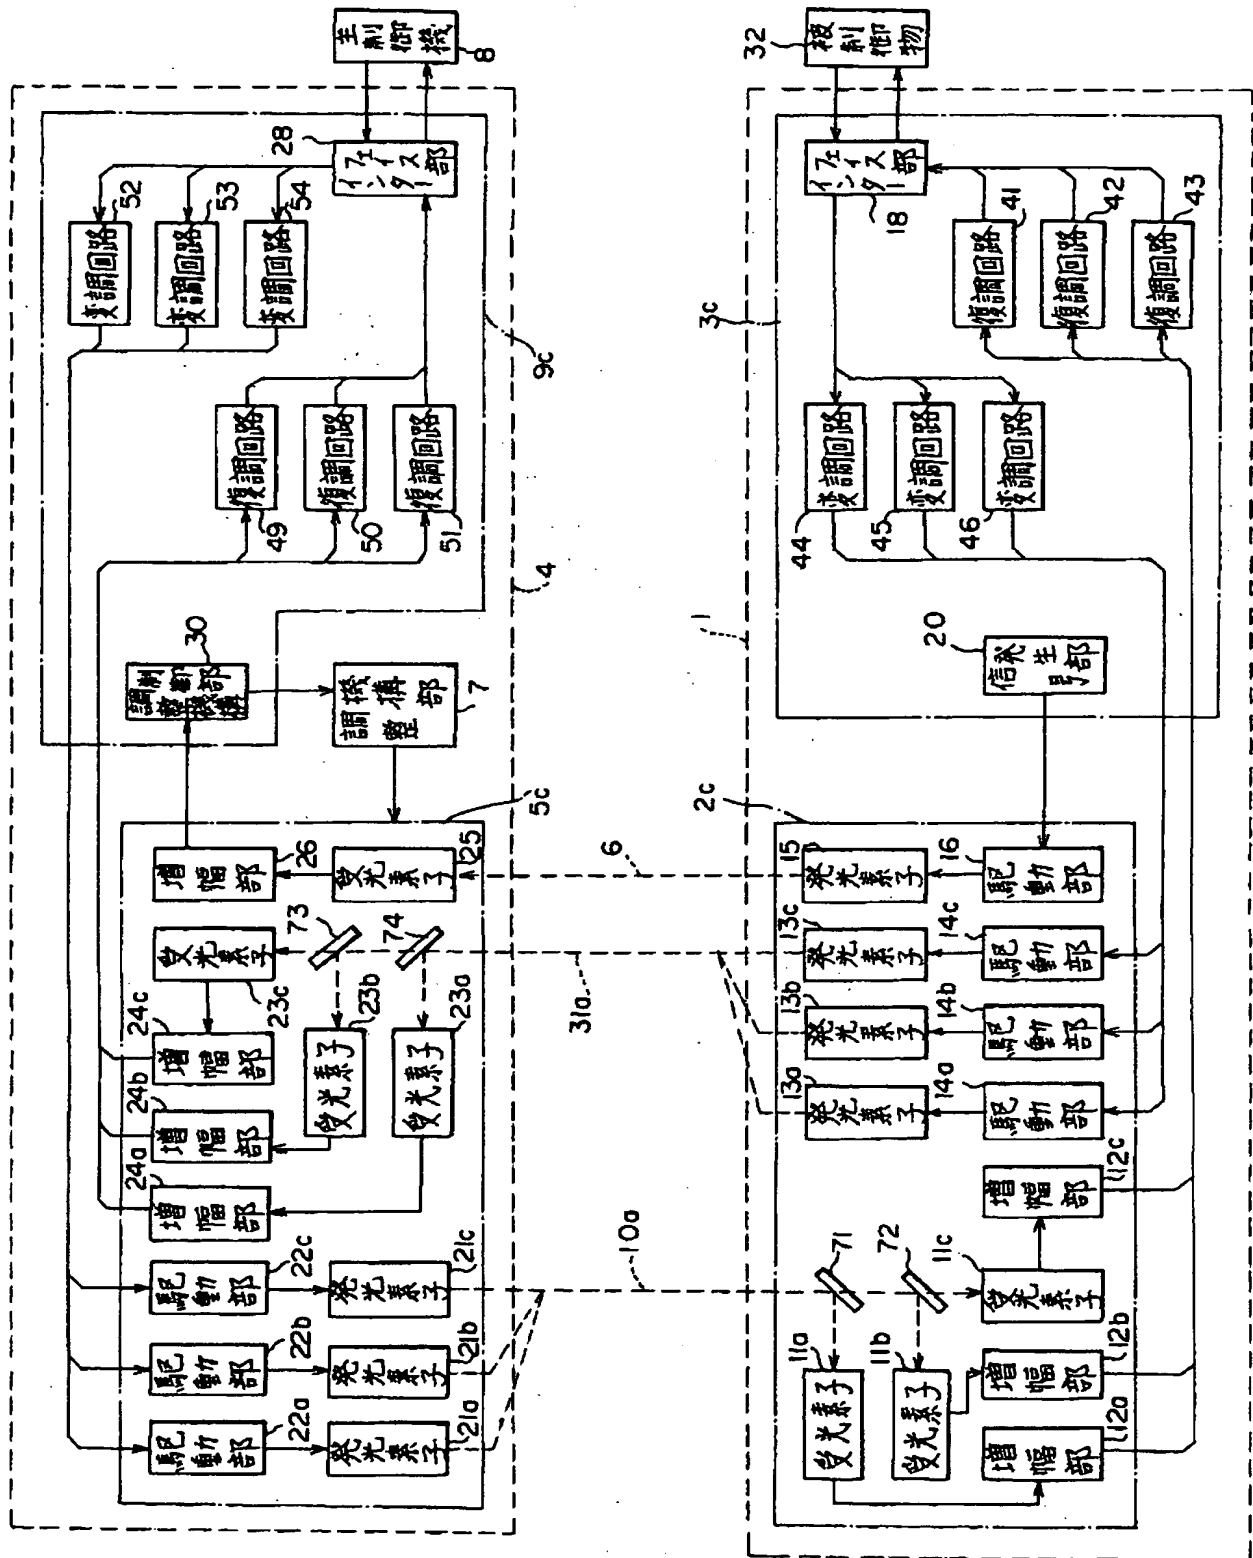 主制御機
8
インターフェイス部
28
変調回路
52
変調回路
53
変調回路
54
復調回路
49
復調回路
50
復調回路
51
9c
4
調整機構制御部
30
調整機構部
7
5c
増幅部
26
受光素子
25
6
受光素子
23c
73
74
受光素子
23b
受光素子
23a
増幅部
24c
増幅部
24b
増幅部
24a
31a
駆動部
22c
駆動部
22b
駆動部
22a
発光素子
21c
発光素子
21b
発光素子
21a
10a
被制御物
32
インターフェイス部
18
復調回路
41
復調回路
42
復調回路
43
変調回路
44
変調回路
45
変調回路
46
3c
1
信号発生部
20
2c
発光素子
15
駆動部
16
発光素子
13c
駆動部
14c
発光素子
13b
駆動部
14b
発光素子
13a
駆動部
14a
増幅部
12c
71
72
受光素子
11c
受光素子
11a
受光素子
11b
増幅部
12b
増幅部
12a